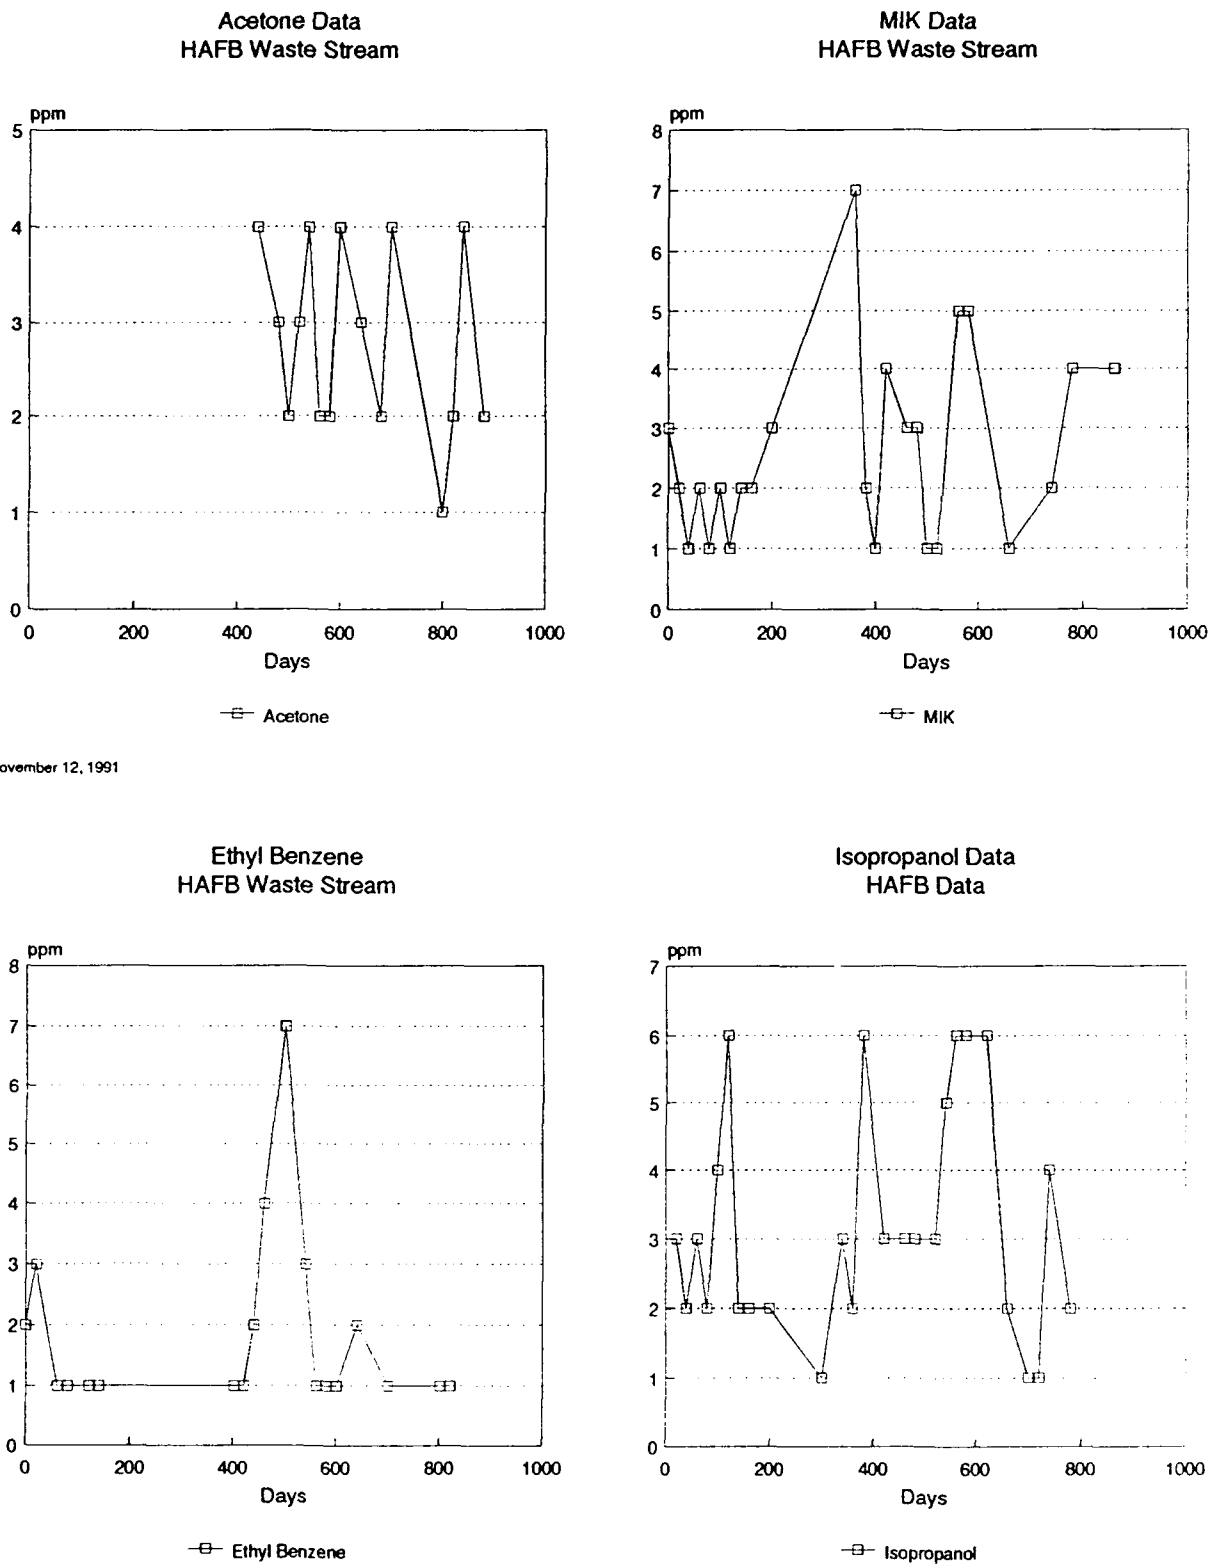 Acetone Data
HAFB Waste Stream
ppm
5
4
3
2
1
0
0 200 400 600 800 1000
Days
Acetone
MIK Data
HAFB Waste Stream
ppm
8
7
6
5
4
3
2
1
0
0 200 400 600 800 1000
Days
MIK
ovember 12, 1991
Ethyl Benzene
HAFB Waste Stream
ppm
8
7
6
5
4
3
2
1
0
0 200 400 600 800 1000
Days
Ethyl Benzene
Isopropanol Data
HAFB Data
ppm
7
6
5
4
3
2
1
0
0 200 400 600 800 1000
Days
Isopropanol